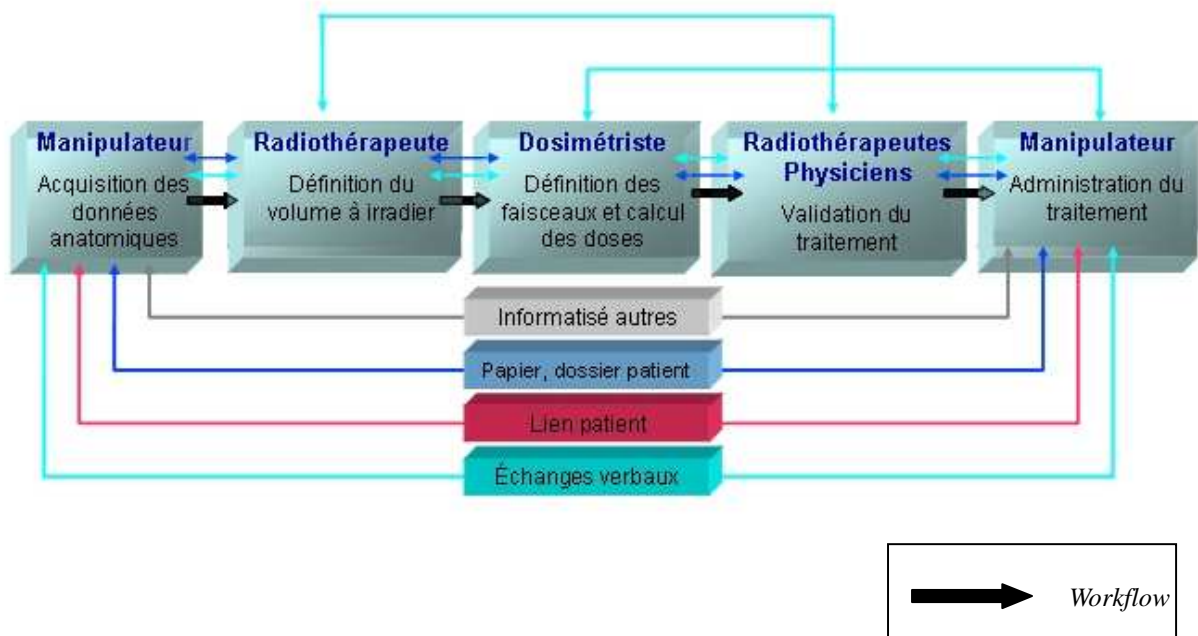 Manipulateur
Acquisition des
données
anatomiques
Radiothérapeute
Définition du
volume à irradier
Dosimétriste
Définition des
faisceaux et calcul
des doses
Radiothérapeutes
Physiciens
Validation du
traitement
Manipulateur
Administration du
traitement
Informatisé autres
Papier, dossier patient
Lien patient
Échanges verbaux
Workflow